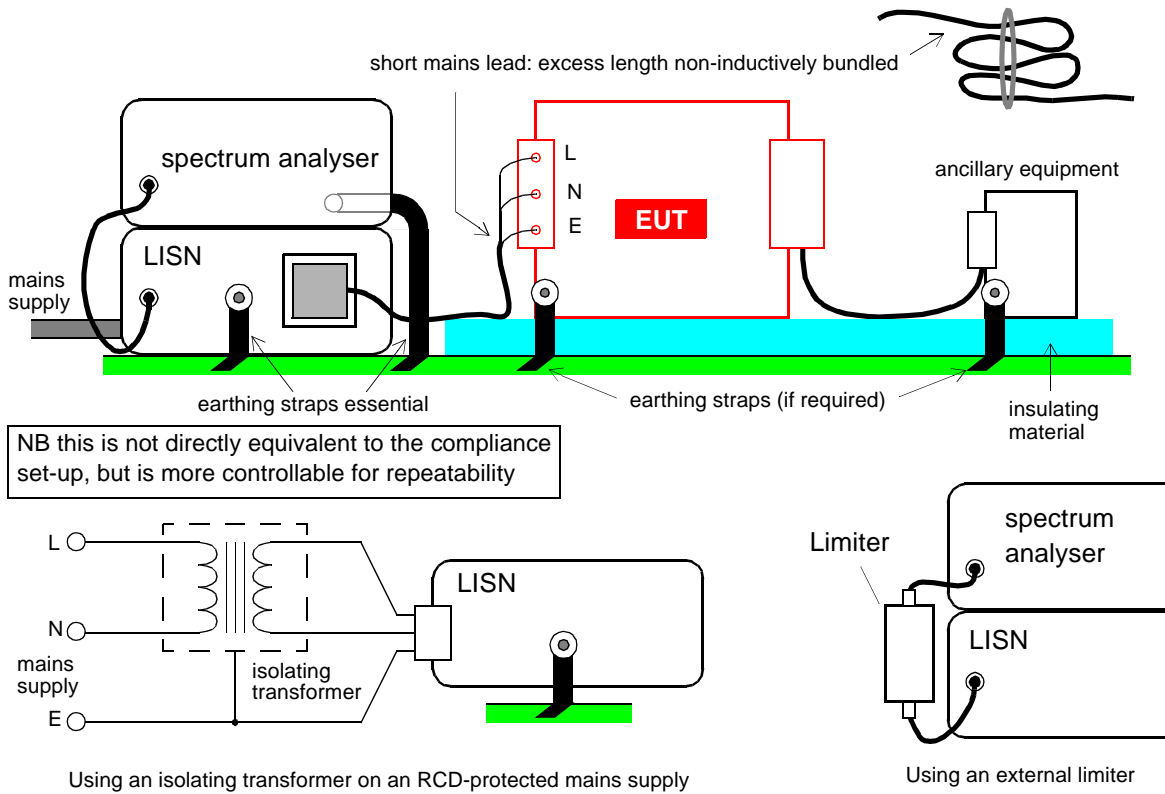 short mains lead: excess length non-inductively bundled
spectrum analyser
L
N
E
EUT
ancillary equipment
LISN
mains
supply
earthing straps essential
earthing straps (if required)
insulating
material
NB this is not directly equivalent to the compliance
set-up, but is more controllable for repeatability
L
N
mains
supply
E
isolating
transformer
LISN
Limiter
spectrum
analyser
LISN
Using an isolating transformer on an RCD-protected mains supply
Using an external limiter